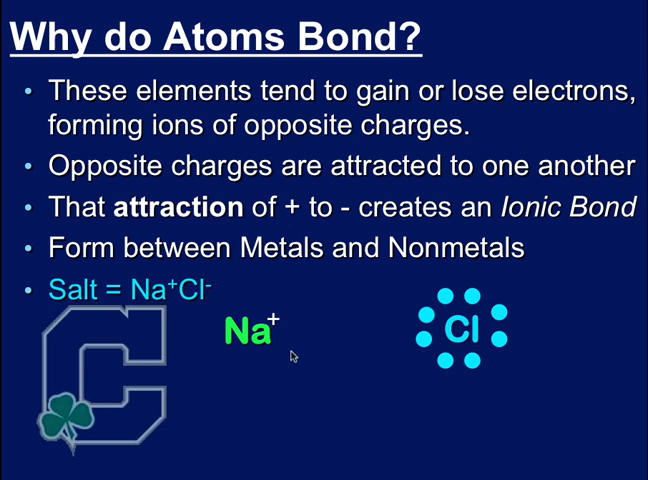 Why do Atoms Bond?
• These elements tend to gain or lose electrons,
forming ions of opposite charges.
• Opposite charges are attracted to one another
• That attraction of + to - creates an Ionic Bond
• Form between Metals and Nonmetals
• Salt = Na⁺Cl⁻
Na⁺ Cl
C